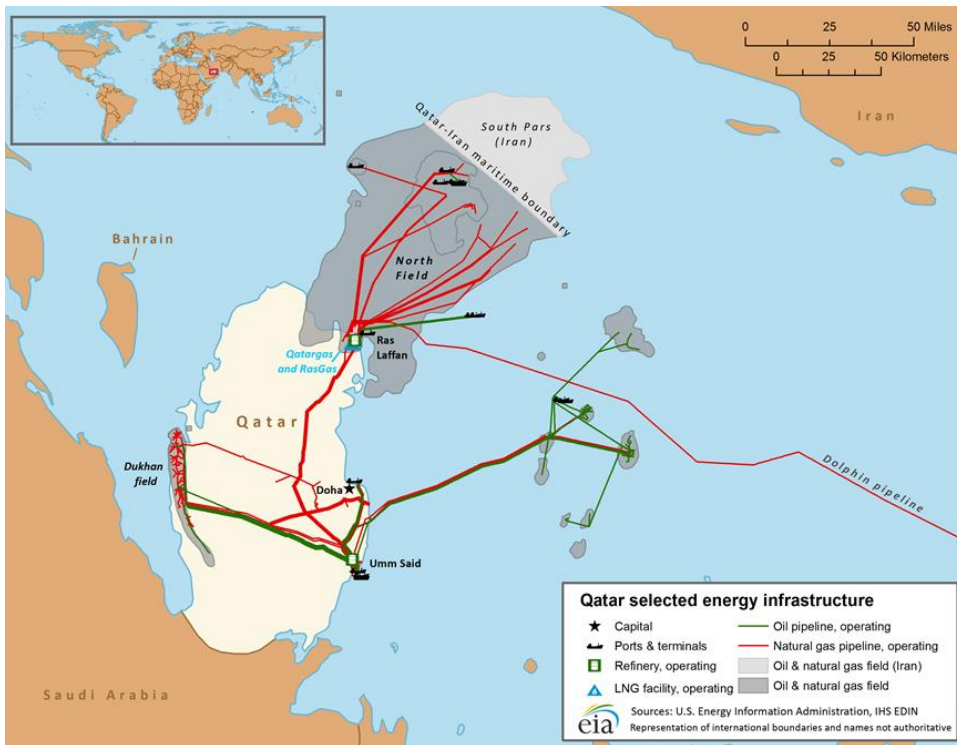 0 25 50 Miles
0 25 50 Kilometers
Iran
South Pars
(Iran)
Qatar-Iran maritime boundary
Bahrain
North
Field
Qatargas
and RasGas
Ras
Laffan
Qatar
Dukhan
field
Doha
Dolphin pipeline
Umm Said
Saudi Arabia
Qatar selected energy infrastructure
Capital
Ports & terminals
Refinery, operating
LNG facility, operating
Oil pipeline, operating
Natural gas pipeline, operating
Oil & natural gas field (Iran)
Oil & natural gas field
eia
Sources: U.S. Energy Information Administration, IHS EDIN
Representation of international boundaries and names not authoritative